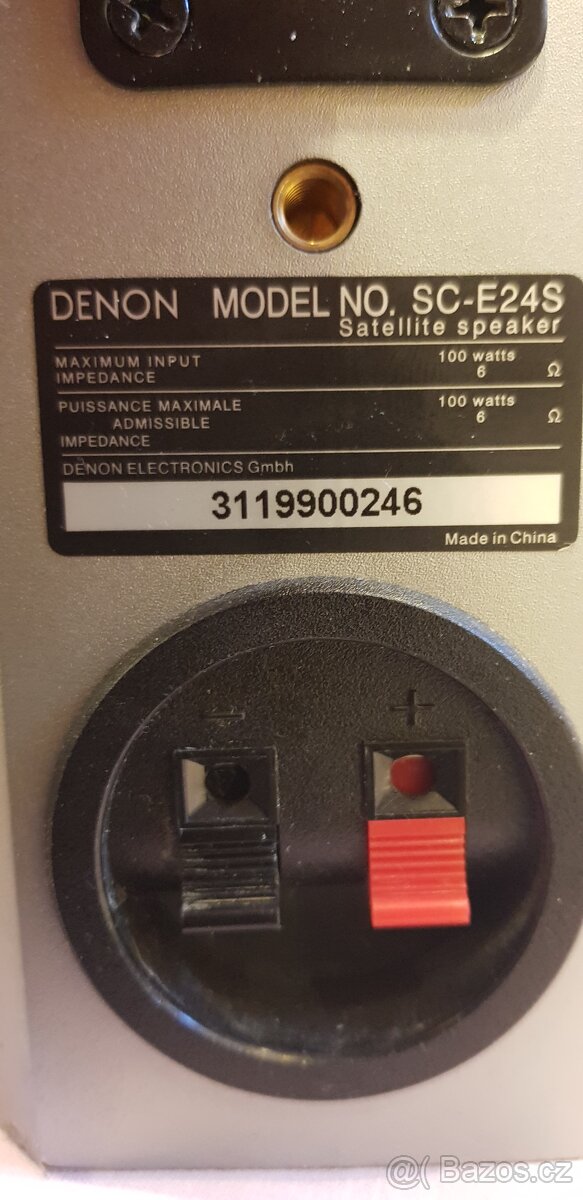 DENON MODEL NO. SC-E24S
Satellite speaker
MAXIMUM INPUT 100 watts
IMPEDANCE 6 Ω
PUISSANCE MAXIMALE 100 watts
ADMISSIBLE 6 Ω
IMPEDANCE
DENON ELECTRONICS Gmbh
3119900246
Made in China
- +
@( Bazos.cz